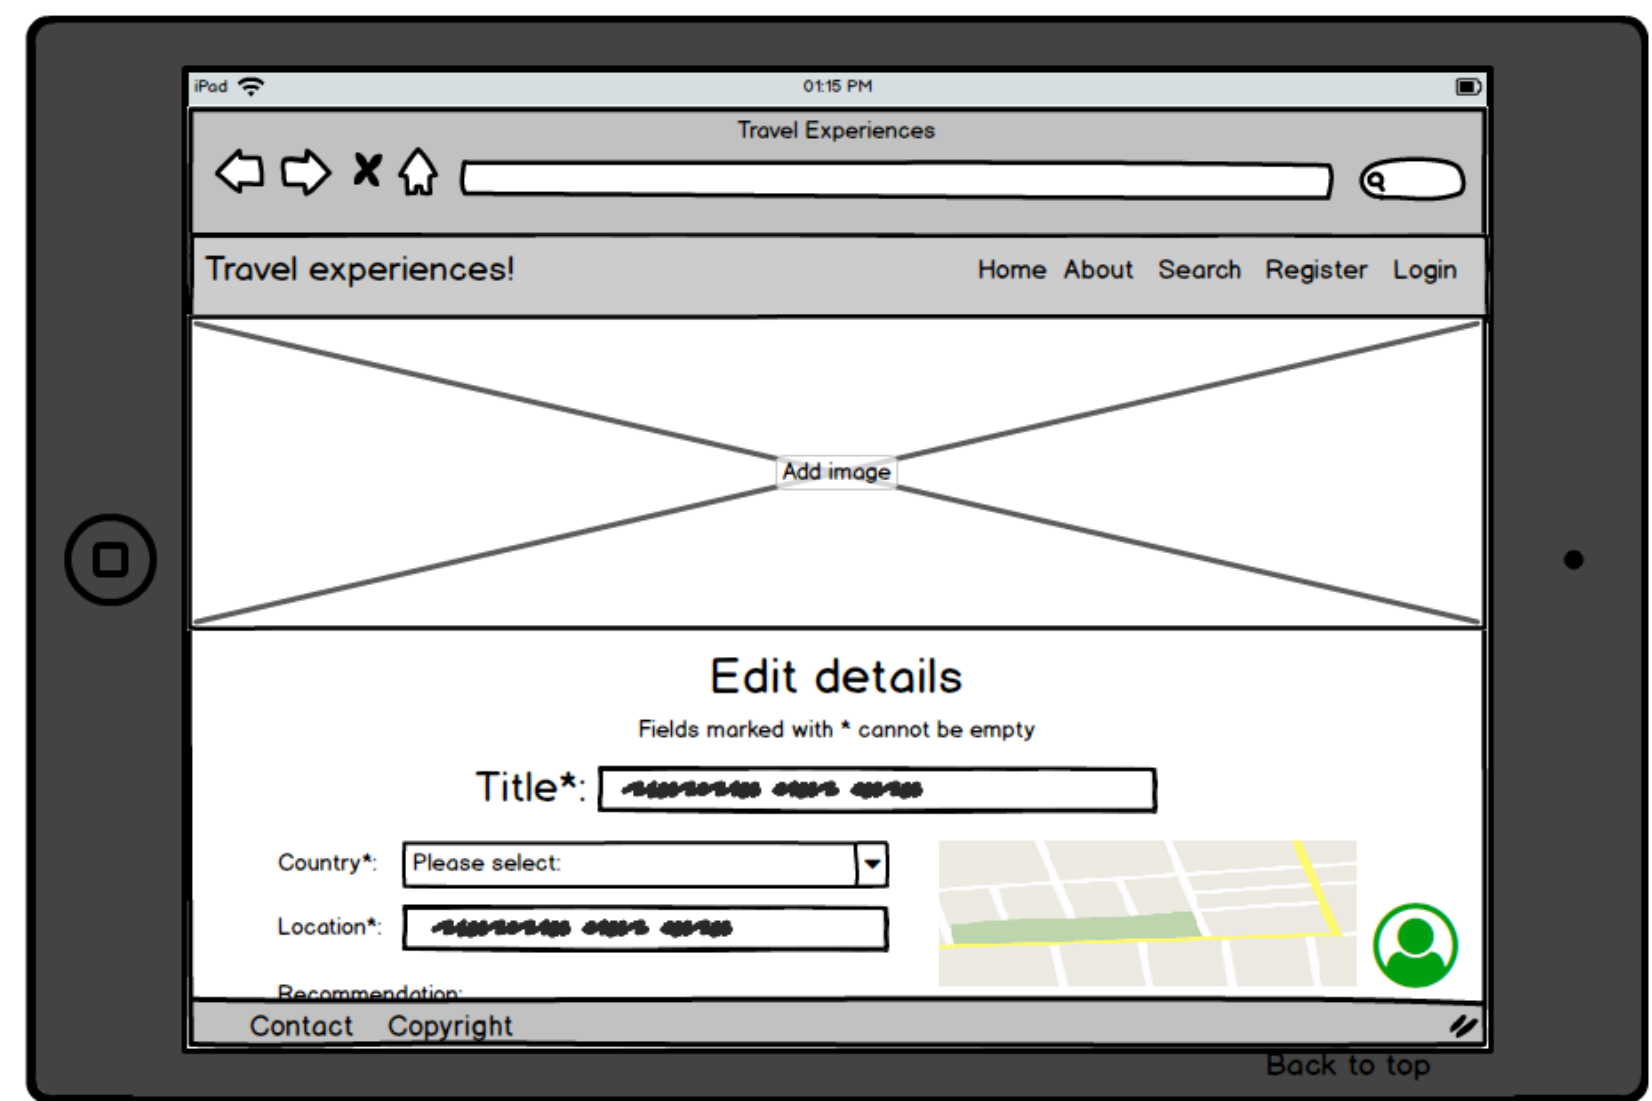 iPad 01:15 PM
Travel Experiences
Travel experiences! Home About Search Register Login
Add image
Edit details
Fields marked with * cannot be empty
Title*:
Country*: Please select:
Location*:
Recommendation:
Contact Copyright
Back to top